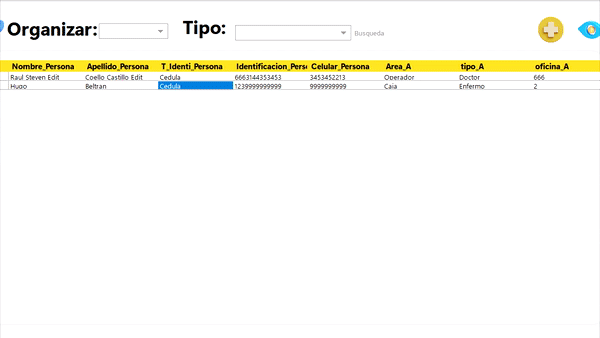 Organizar: Tipo: Busqueda
Nombre_Persona Apellido_Persona T_Identi_Persona Identificacion_Pers Celular_Persona Area_A tipo_A oficina_A
Raul Steven Edit Coello Castillo Edit Cedula 6663144353453 3453452213 Operador Doctor 666
Hugo Beltran Cedula 1239999999999 9999999999 Caja Enfermo 2